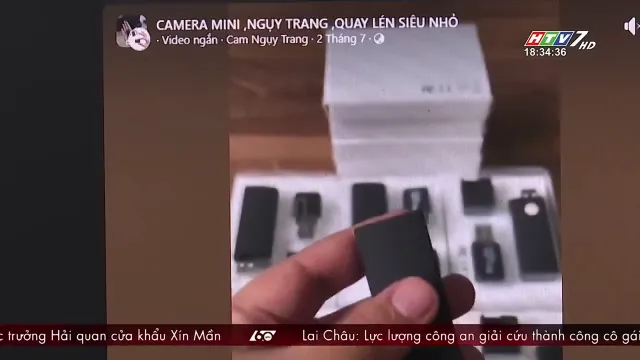 CAMERA MINI ,NGỤY TRANG ,QUAY LÉN SIÊU NHỎ
· Video ngắn · Cam Ngụy Trang · 2 Tháng 7 ·
HTV7 HD
18:34:36
c trưởng Hải quan cửa khẩu Xín Mần
60
Lai Châu: Lực lượng công an giải cứu thành công cô gái